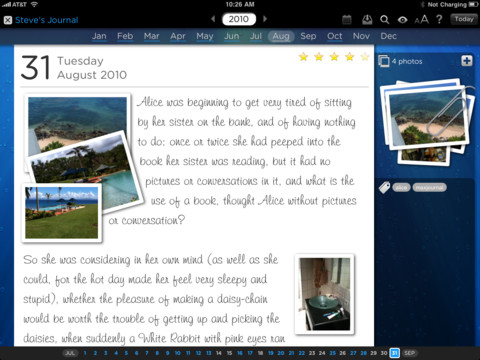 AT&T 10:26 AM Not Charging
Steve's Journal 2010 AA ? Today
Jan Feb Mar Apr May Jun Jul Aug Sep Oct Nov Dec
31 Tuesday
August 2010
4 photos
Alice was beginning to get very tired of sitting
by her sister on the bank, and of having nothing
to do: once or twice she had peeped into the
book her sister was reading, but it had no
pictures or conversations in it, and what is the
use of a book, thought Alice without pictures
or conversation?
alice maxjournal
So she was considering in her own mind (as well as she
could, for the hot day made her feel very sleepy and
stupid), whether the pleasure of making a daisy-chain
would be worth the trouble of getting up and picking the
daisies, when suddenly a White Rabbit with pink eyes ran
JUL 1 2 3 4 5 6 7 8 9 10 11 12 13 14 15 16 17 18 19 20 21 22 23 24 25 26 27 28 29 30 31 SEP